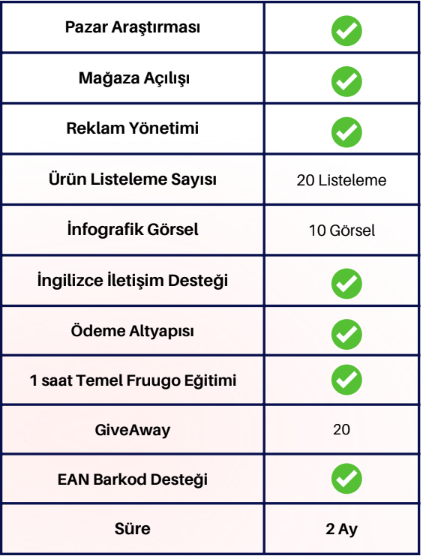 Pazar Araştırması
Mağaza Açılışı
Reklam Yönetimi
Ürün Listeleme Sayısı 20 Listeleme
İnfografik Görsel 10 Görsel
İngilizce İletişim Desteği
Ödeme Altyapısı
1 saat Temel Fruugo Eğitimi
GiveAway 20
EAN Barkod Desteği
Süre 2 Ay